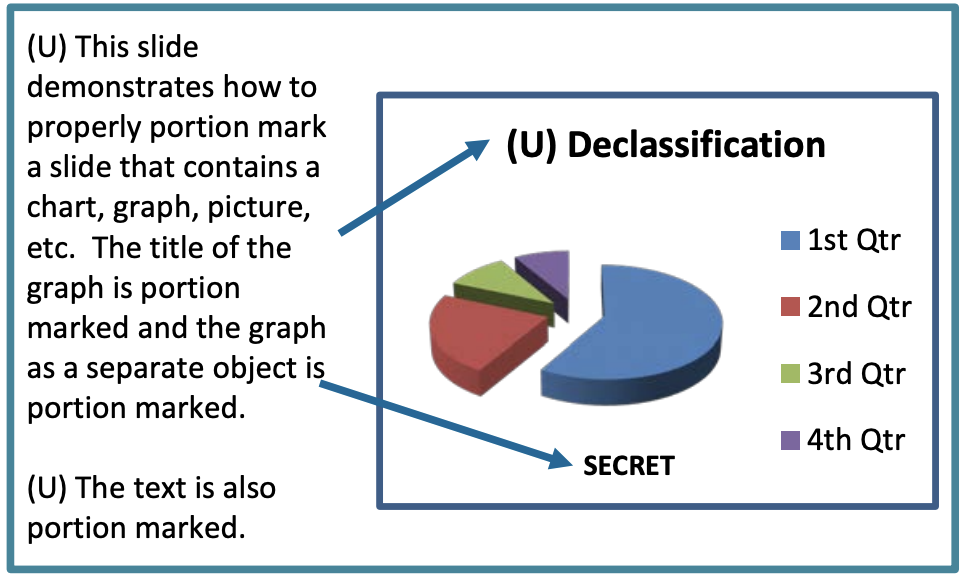 (U) This slide
demonstrates how to
properly portion mark
a slide that contains a
chart, graph, picture,
etc.  The title of the
graph is portion
marked and the graph
as a separate object is
portion marked.
(U) The text is also
portion marked.
(U) Declassification
1st Qtr
2nd Qtr
3rd Qtr
4th Qtr
SECRET